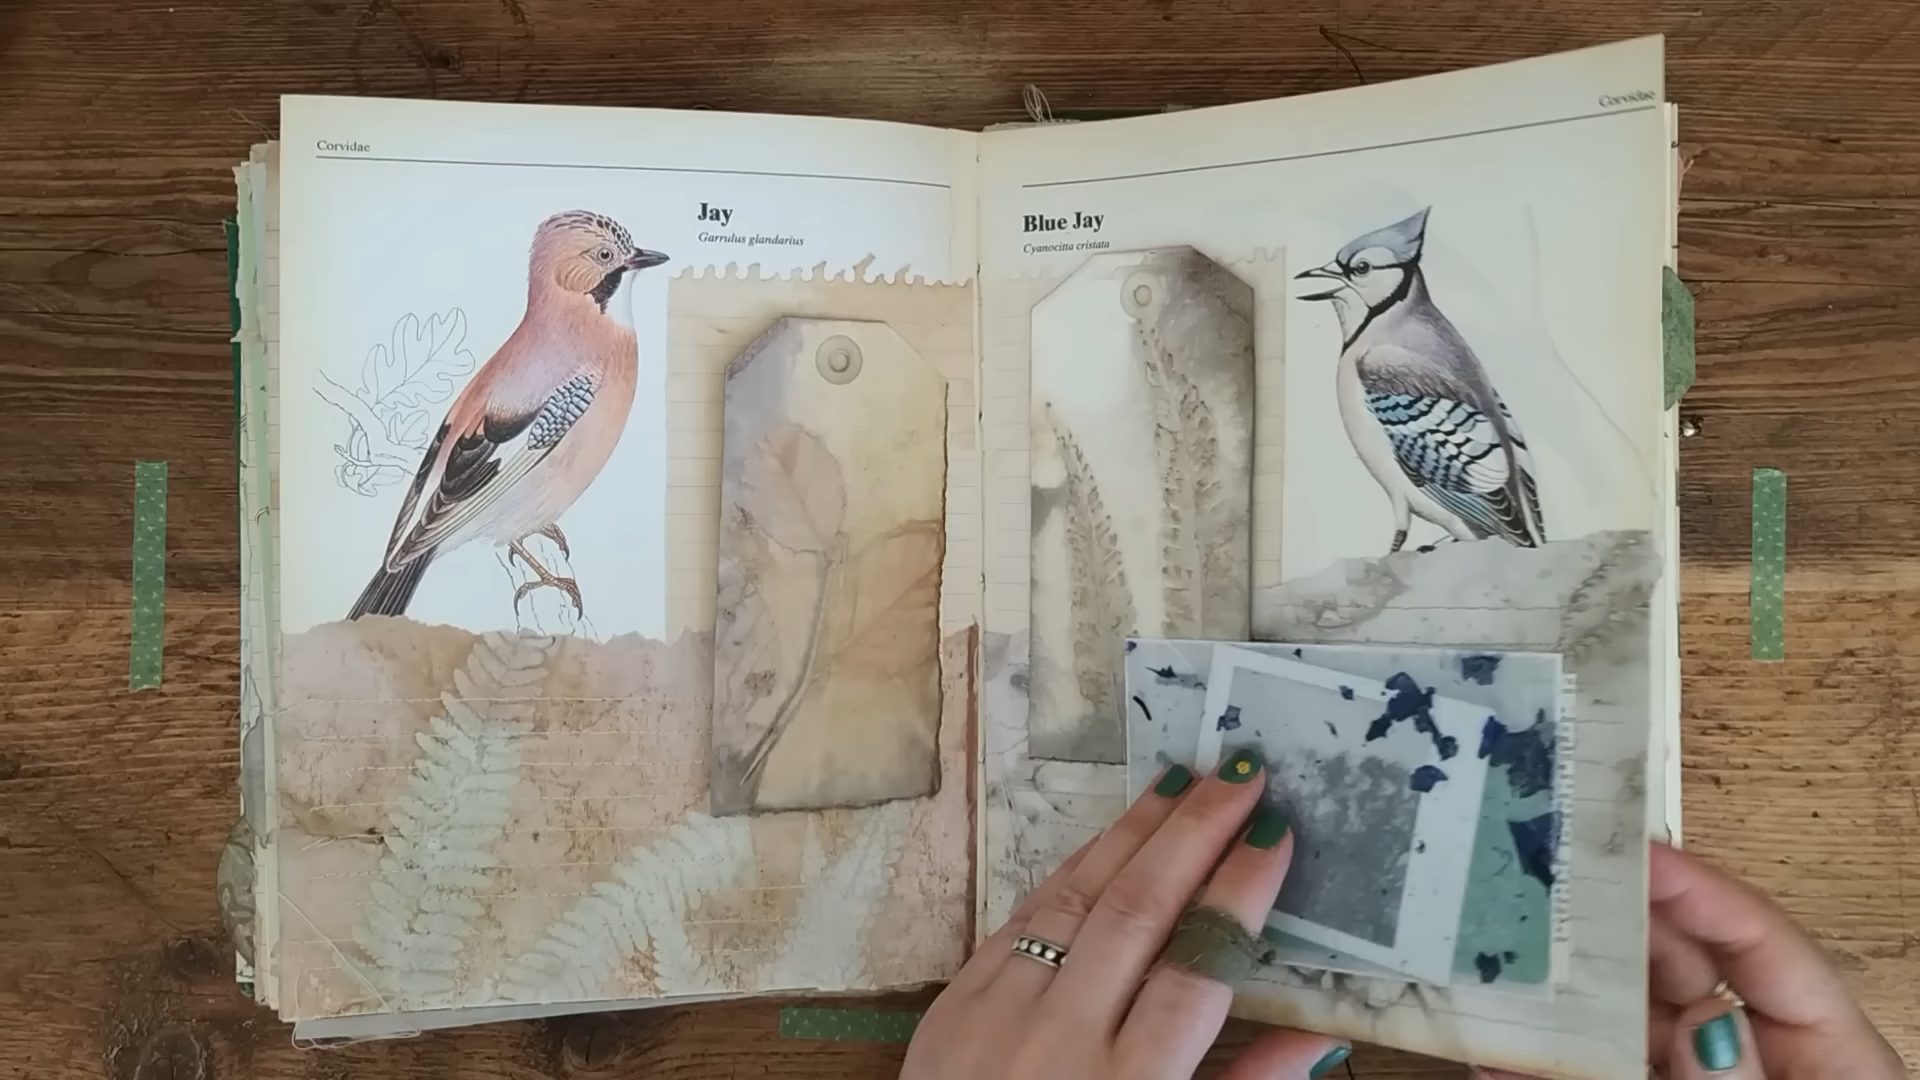 Corvidae
Jay
Garrulus glandarius
Corvidae
Blue Jay
Cyanocitta cristata